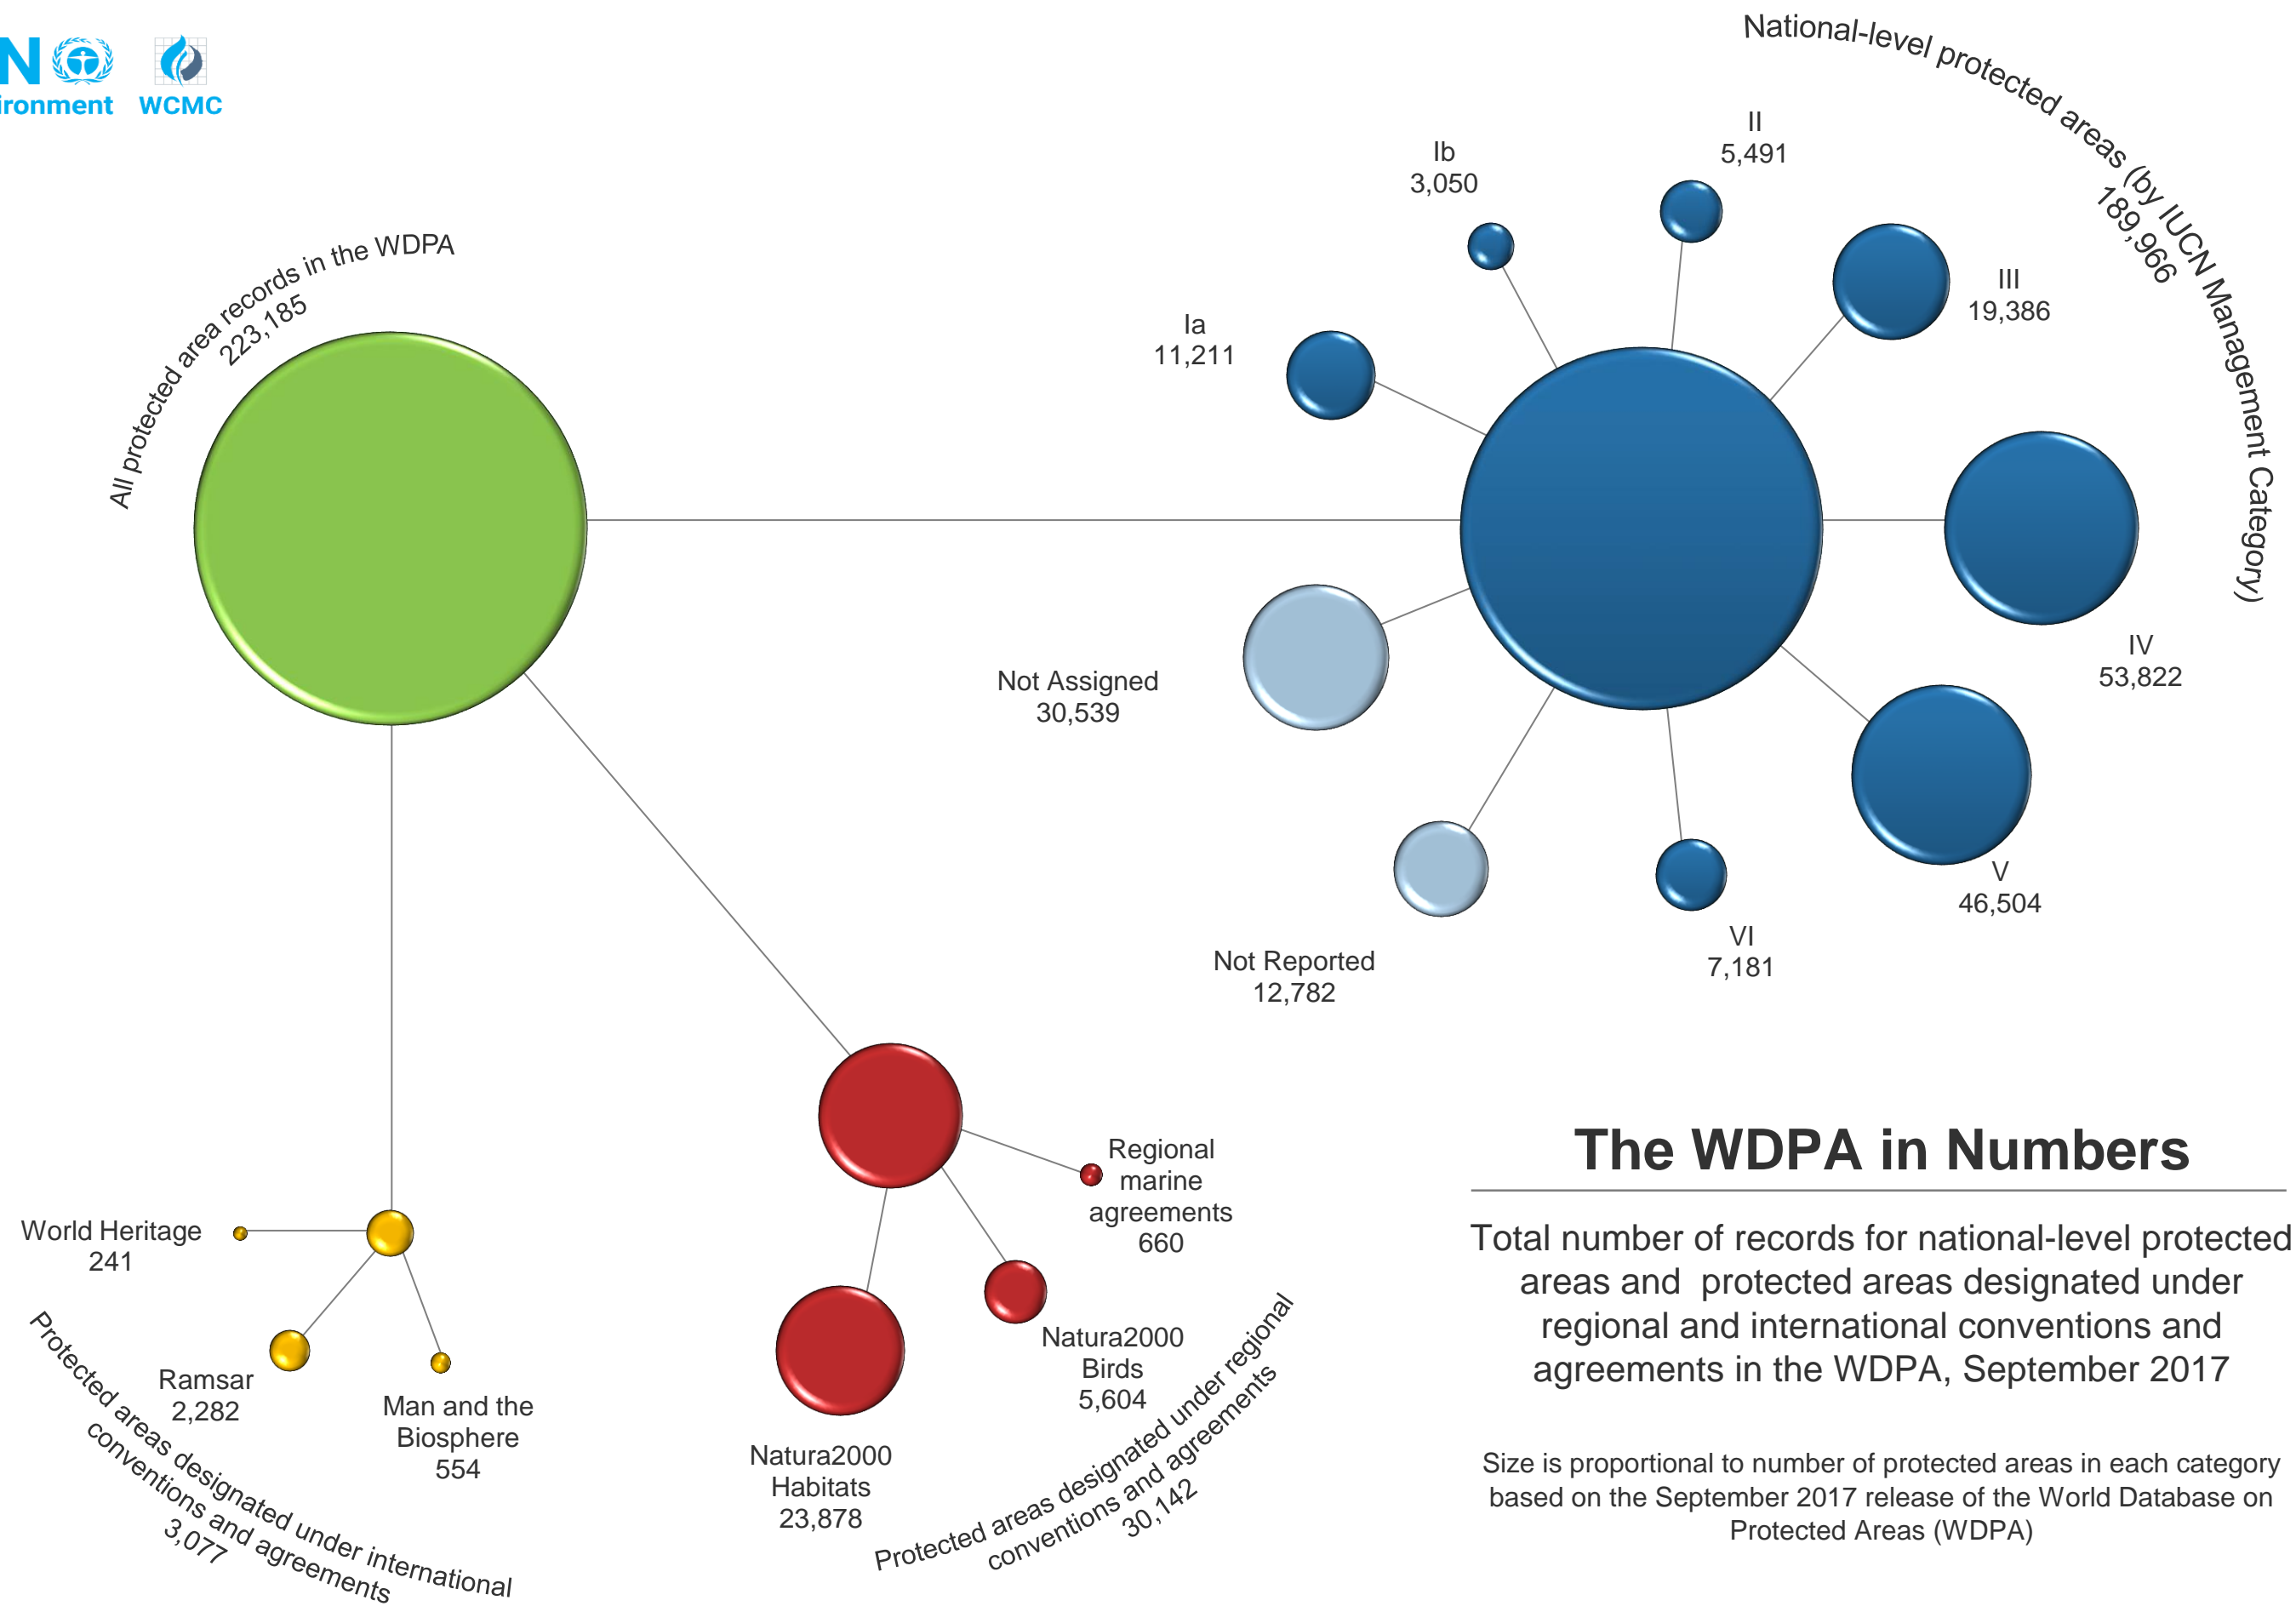 N
ironment
WCMC
All protected area records in the WDPA
223,185
National-level protected areas (by IUCN Management Category)
189,966
Ia
11,211
Ib
3,050
II
5,491
III
19,386
IV
53,822
V
46,504
VI
7,181
Not Reported
12,782
Not Assigned
30,539
World Heritage
241
Ramsar
2,282
Man and the
Biosphere
554
Protected areas designated under international
conventions and agreements
3,077
Regional
marine
agreements
660
Natura2000
Birds
5,604
Natura2000
Habitats
23,878
Protected areas designated under regional
conventions and agreements
30,142
The WDPA in Numbers
Total number of records for national-level protected
areas and  protected areas designated under
regional and international conventions and
agreements in the WDPA, September 2017
Size is proportional to number of protected areas in each category
based on the September 2017 release of the World Database on
Protected Areas (WDPA)